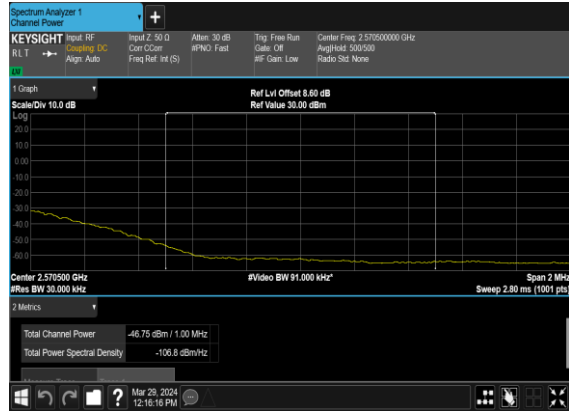 Spectrum Analyzer 1
Channel Power
KEYSIGHT
RLT
Input: RF
Coupling: DC
Align: Auto
Input Z: 50 Ω
Corr CCorr
Freq Ref: Int (S)
Atten: 30 dB
#PNO: Fast
Trig: Free Run
Gate: Off
#IF Gain: Low
Center Freq: 2.570500000 GHz
Avg|Hold: 500/500
Radio Std: None
1 Graph
Scale/Div 10.0 dB
Ref Lvl Offset 8.60 dB
Ref Value 30.00 dBm
Log
20.0
10.0
0.00
-10.0
-20.0
-30.0
-40.0
-50.0
-60.0
Center 2.570500 GHz
#Res BW 30.000 kHz
#Video BW 91.000 kHz*
Span 2 MHz
Sweep 2.80 ms (1001 pts)
2 Metrics
Total Channel Power -46.75 dBm / 1.00 MHz
Total Power Spectral Density -106.8 dBm/Hz
?
Mar 29, 2024
12:16:16 PM